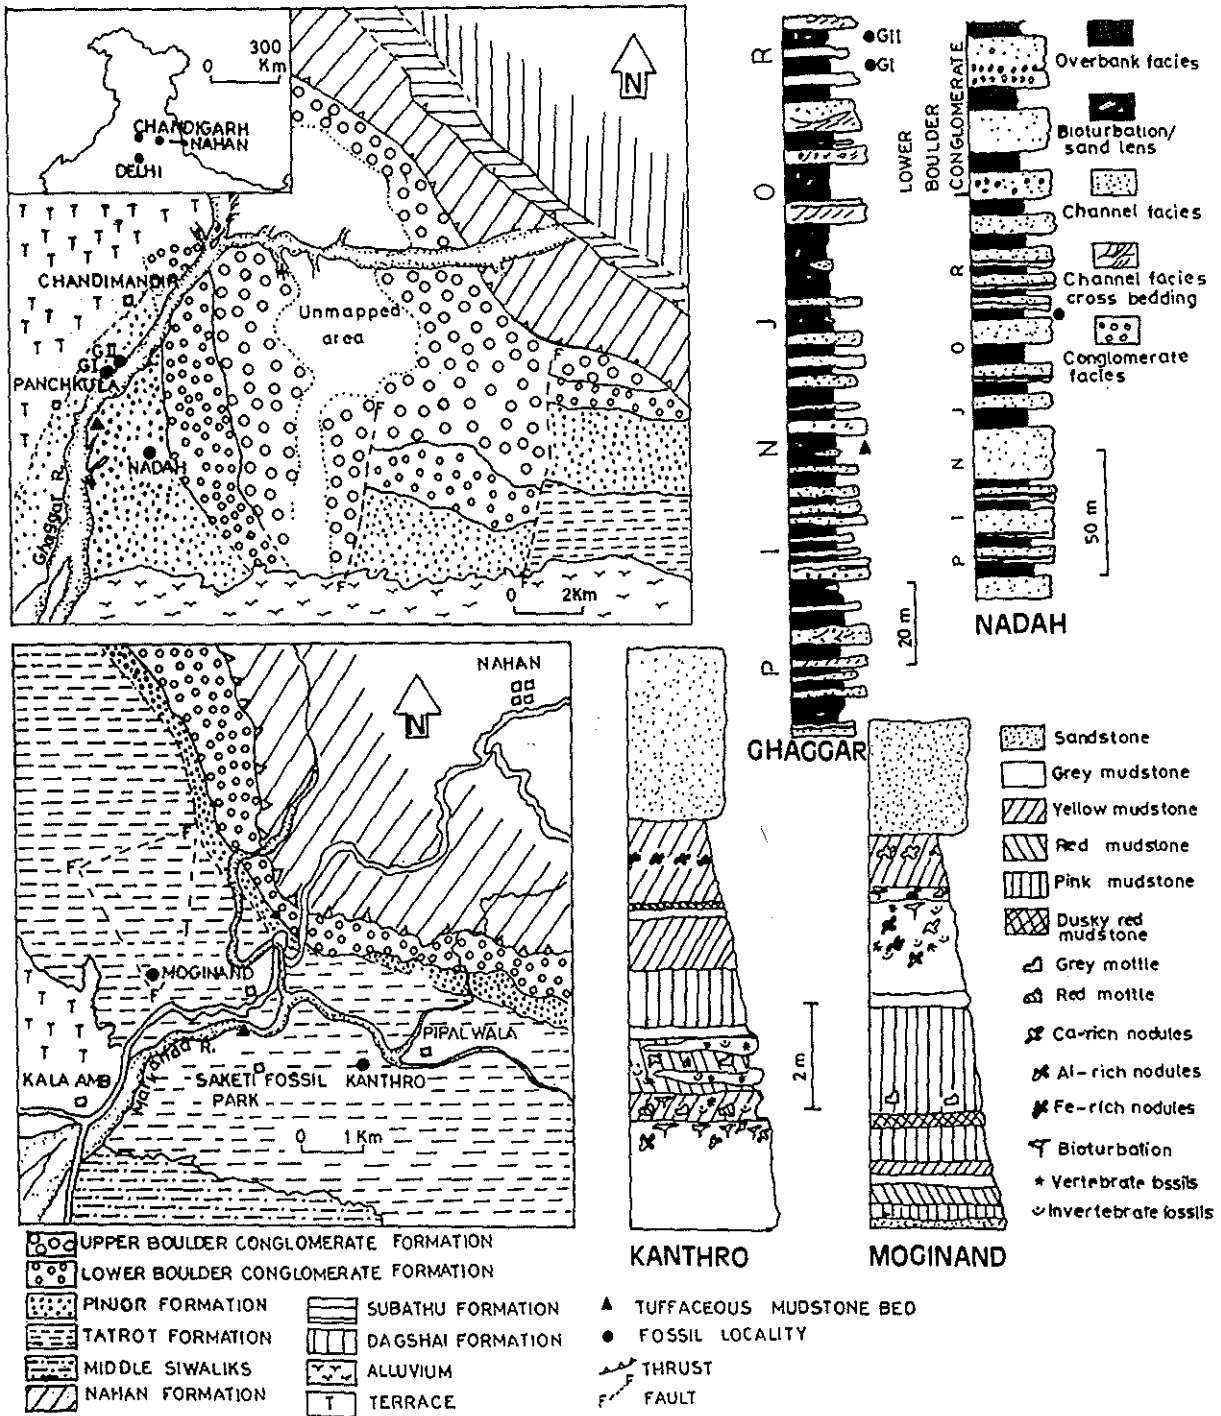 300
0 Km
N
CHANDIGARH
NAHAN
DELHI
CHANDIMANDIR
Unmapped
area
GII
GI
PANCHKULA
NADAH
Ghaggar R.
F
F
F
F
F
0 2Km
R
O
J
N
I
P
GII
GI
20 m
GHAGGAR
LOWER
BOULDER
CONGLOMERATE
R
O
J
N
I
P
50 m
NADAH
Overbank facies
Bioturbation/
sand lens
Channel facies
Channel facies
cross bedding
Conglomerate
facies
NAHAN
N
F
F
F
MOGINAND
PIPALWALA
Markanda R.
KALA AMB
SAKETI FOSSIL
PARK
KANTHRO
0 1 Km
2 m
KANTHRO
MOGINAND
Sandstone
Grey mudstone
Yellow mudstone
Red mudstone
Pink mudstone
Dusky red
mudstone
Grey mottle
Red mottle
Ca-rich nodules
Al-rich nodules
Fe-rich nodules
Bioturbation
Vertebrate fossils
Invertebrate fossils
UPPER BOULDER CONGLOMERATE FORMATION
LOWER BOULDER CONGLOMERATE FORMATION
PINJOR FORMATION
TATROT FORMATION
MIDDLE SIWALIKS
NAHAN FORMATION
SUBATHU FORMATION
DAGSHAI FORMATION
ALLUVIUM
T TERRACE
TUFFACEOUS MUDSTONE BED
FOSSIL LOCALITY
THRUST
F F FAULT